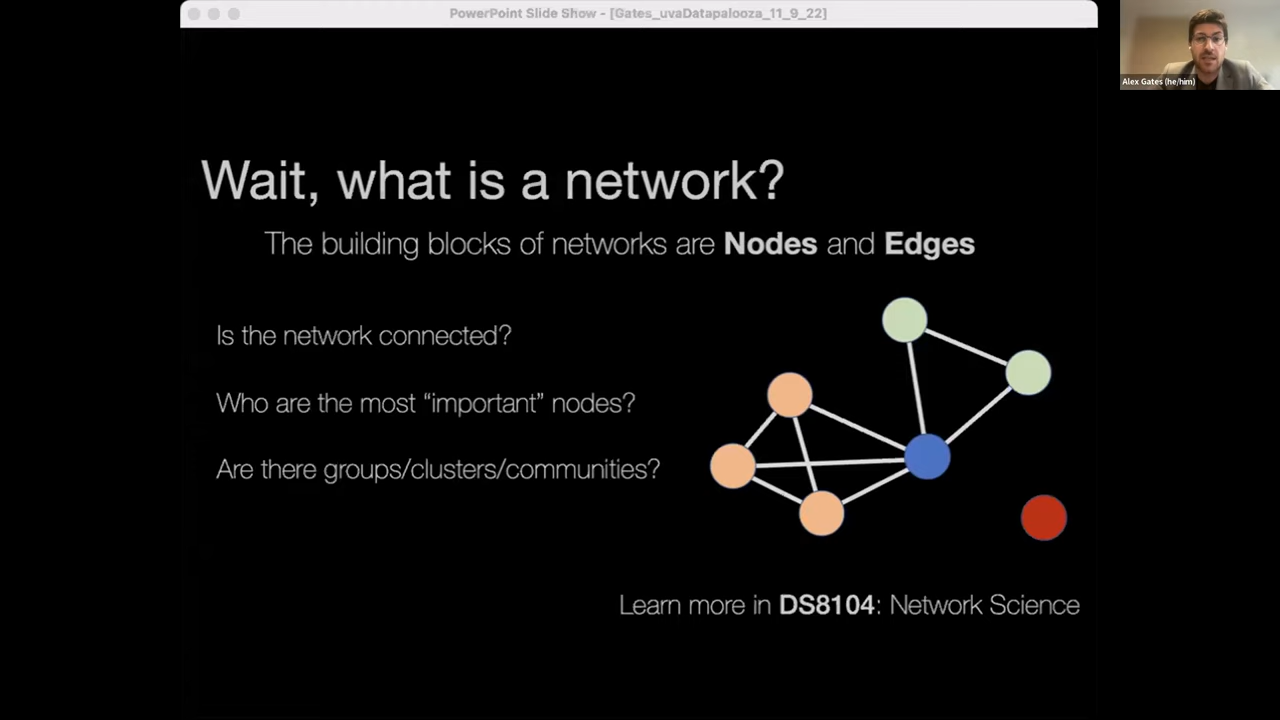 PowerPoint Slide Show - [Gates_uvaDatapalooza_11_9_22]
Alex Gates (he/him)
Wait, what is a network?
The building blocks of networks are Nodes and Edges
Is the network connected?
Who are the most “important” nodes?
Are there groups/clusters/communities?
Learn more in DS8104: Network Science